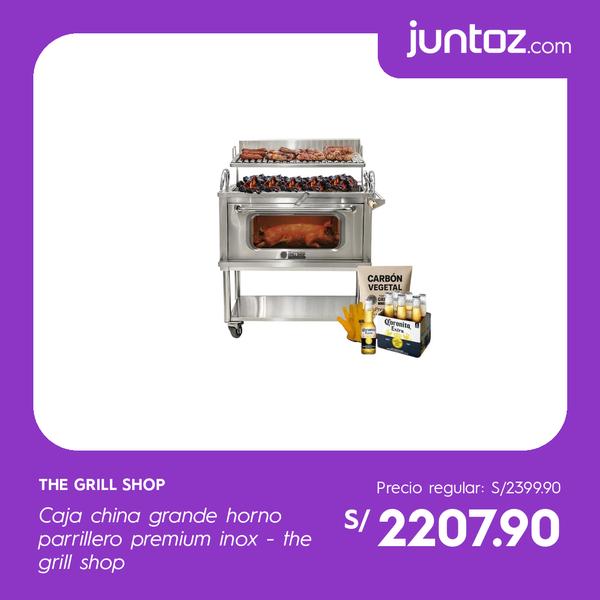 juntoz.com
CARBÓN
VEGETAL
Coronita
Extra
THE GRILL SHOP
Caja china grande horno
parrillero premium inox - the
grill shop
Precio regular: S/2399.90
S/ 2207.90